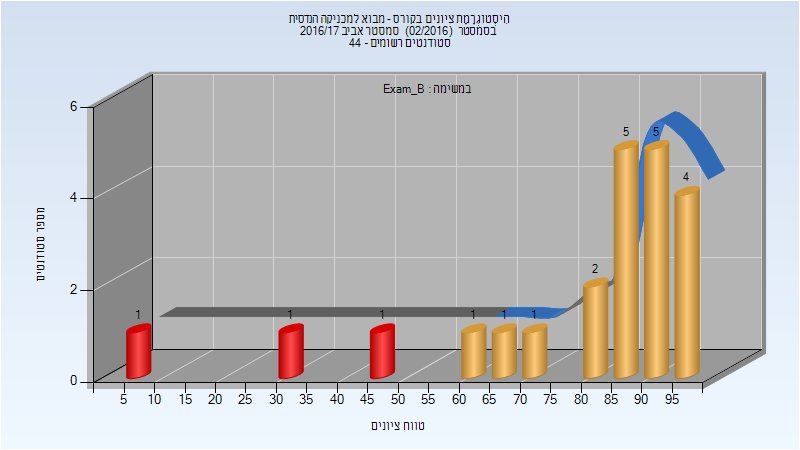 היסטוגרמת ציונים בקורס - מבוא למכניקה הנדסית
בסמסטר (02/2016) סמסטר אביב 2016/17
סטודנטים רשומים - 44
במשימה : Exam_B
מספר סטודנטים
6
4
2
0
1
1
1
1
1
1
2
5
5
4
5 10 15 20 25 30 35 40 45 50 55 60 65 70 75 80 85 90 95
טווח ציונים